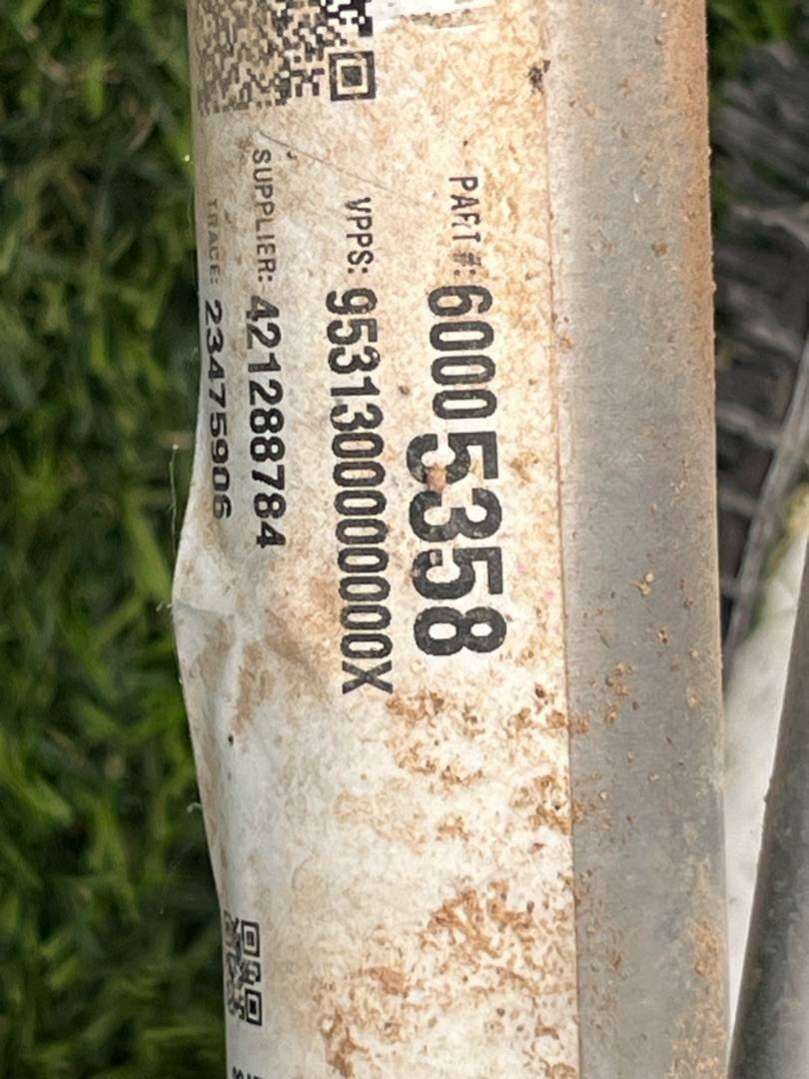 PART #: 60005358
VPPS: 9531300000000X
SUPPLIER: 421288784
TRACE: 23475906